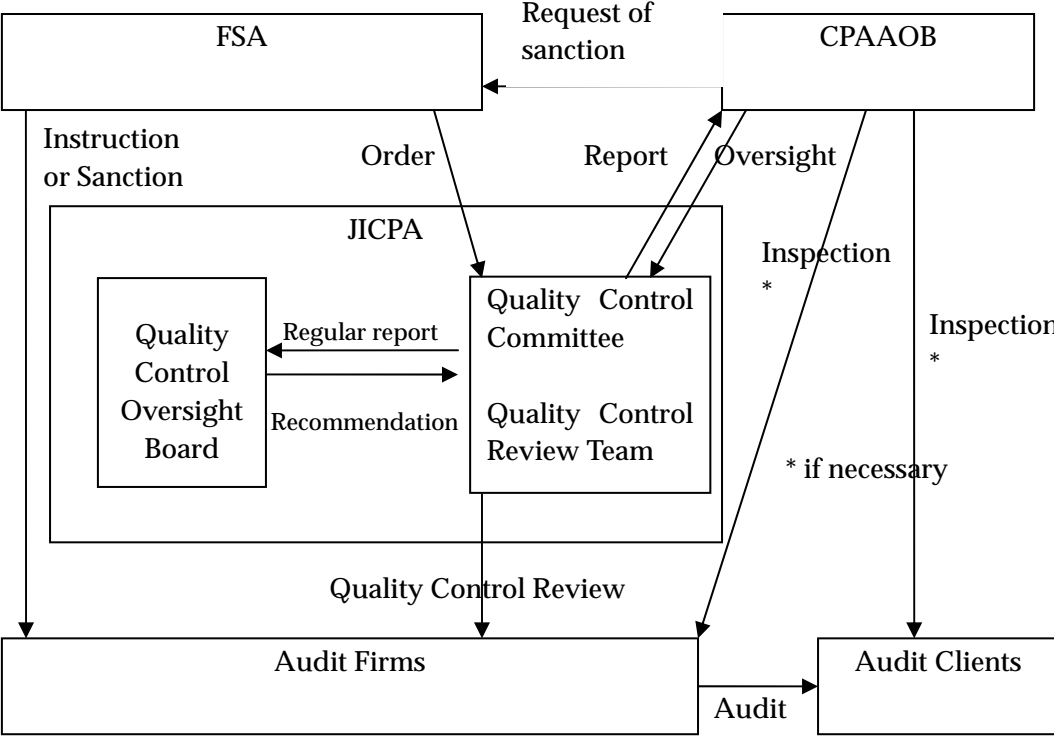 Request of
sanction
FSA
CPAAOB
Instruction
or Sanction
Order
Report
Oversight
JICPA
Inspection
*
Quality Control
Committee
Quality
Control
Oversight
Board
Regular report
Recommendation
Quality Control
Review Team
Inspection
*
* if necessary
Quality Control Review
Audit Firms
Audit Clients
Audit